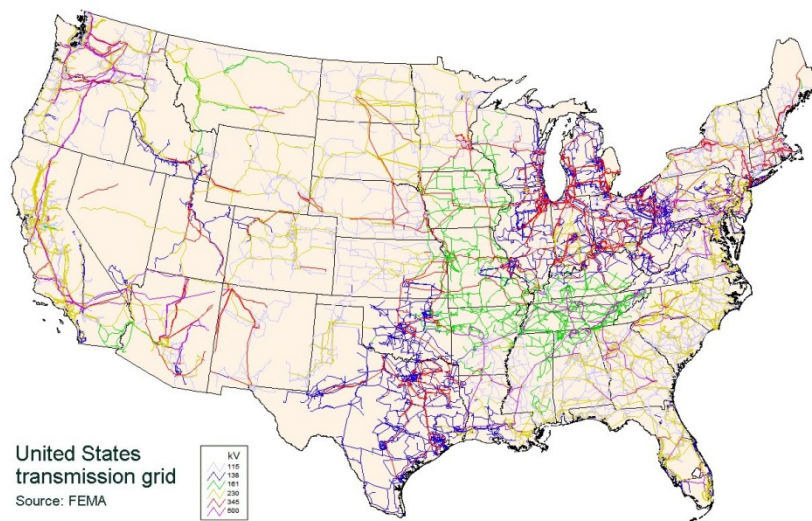 United States
transmission grid
Source: FEMA
kV
115
138
161
230
345
500